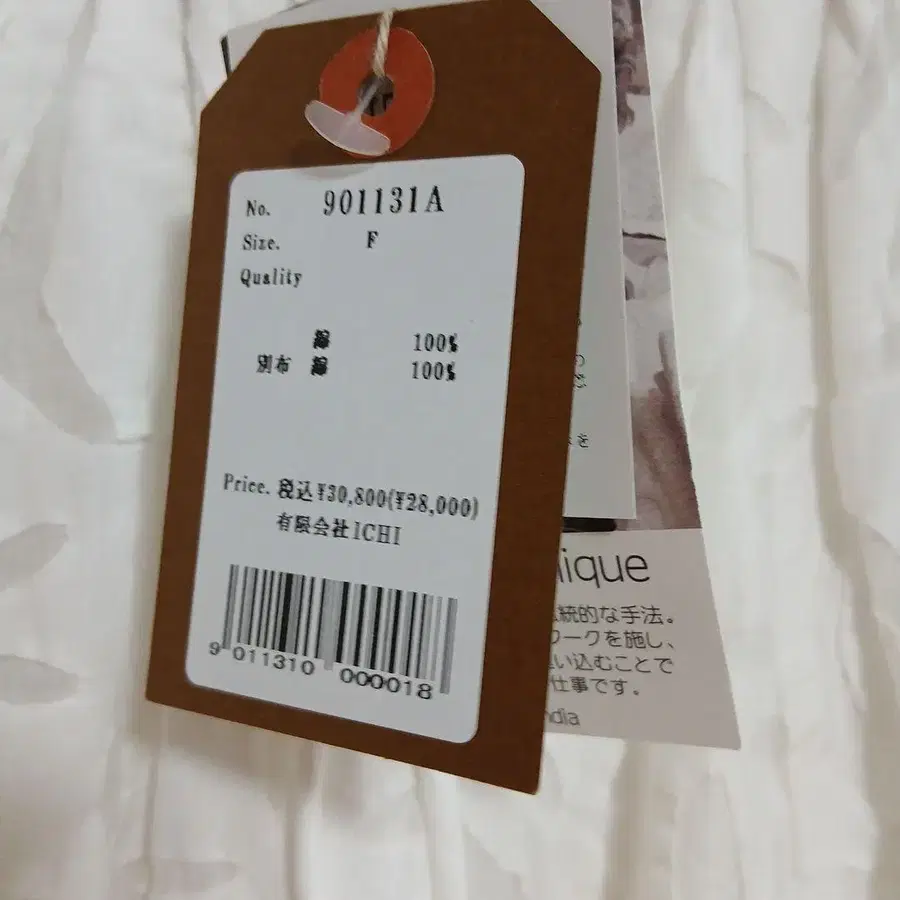 No. 901131A
Size. F
Quality
綿 100%
別布 綿 100%
Price. 税込¥30,800(¥28,000)
有限会社ICHI
9 011310 000018
ique
統的な手法。
ワークを施し、
い込むことで
仕事です。
ndia
を